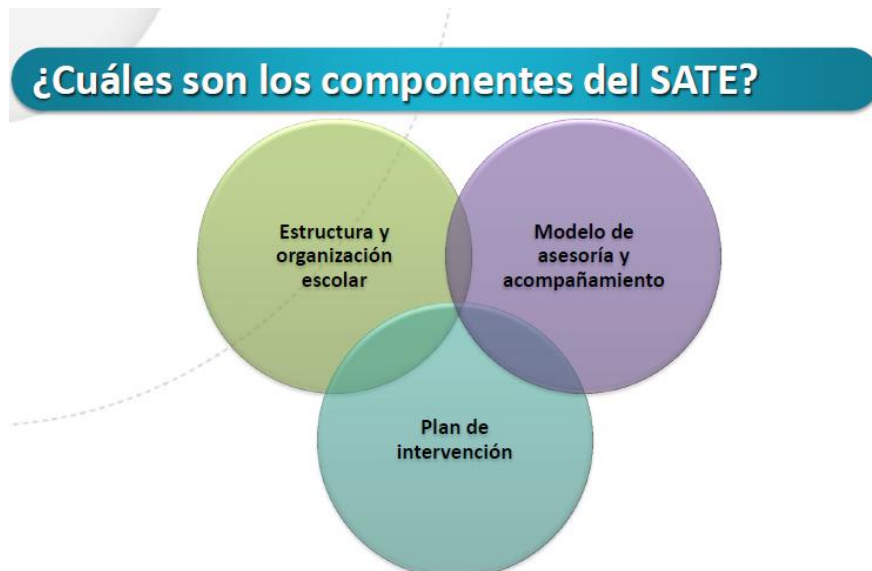 ¿Cuáles son los componentes del SATE?
Estructura y
organización
escolar
Modelo de
asesoría y
acompañamiento
Plan de
intervención